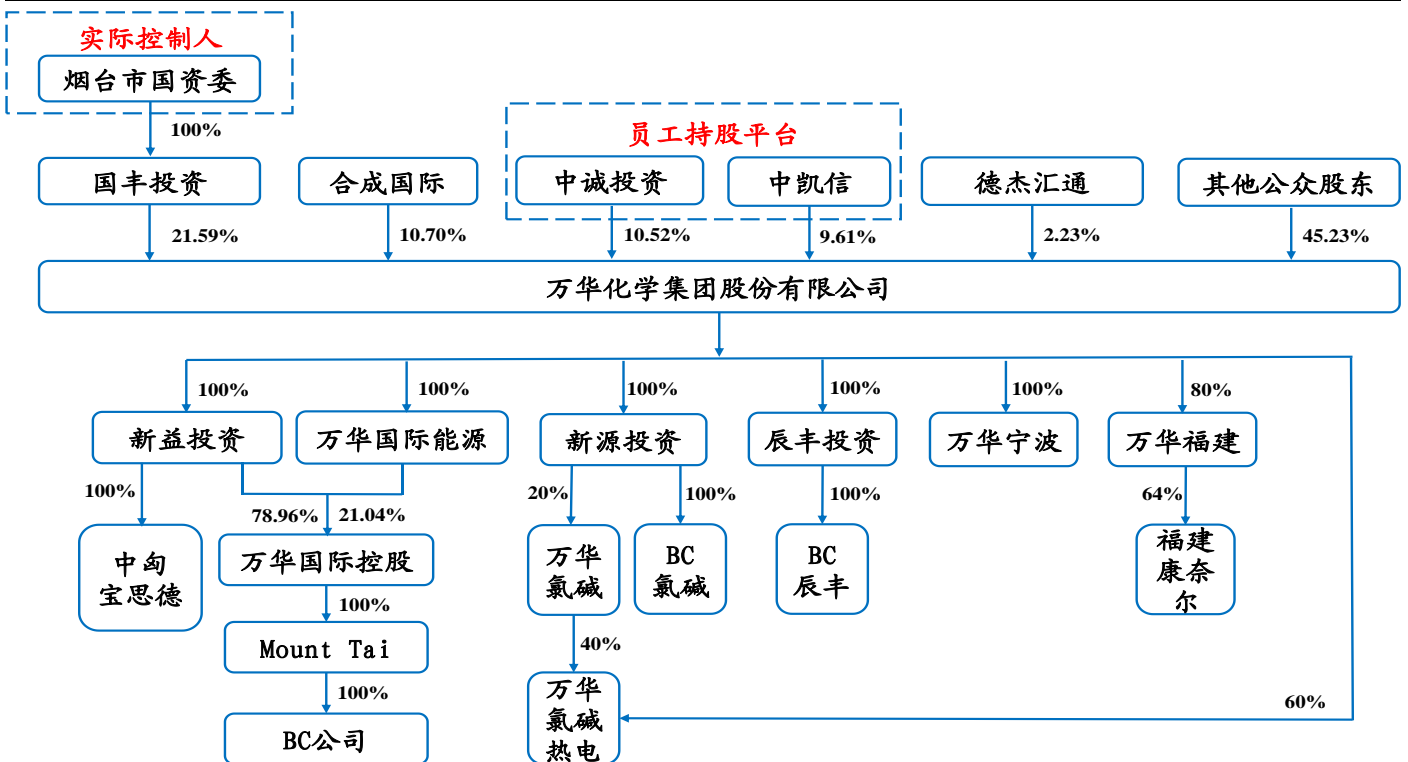 实际控制人
烟台市国资委
100%
员工持股平台
国丰投资
合成国际
中诚投资
中凯信
德杰汇通
其他公众股东
21.59%
10.70%
10.52%
9.61%
2.23%
45.23%
万华化学集团股份有限公司
100%
100%
100%
100%
100%
80%
新益投资
万华国际能源
新源投资
辰丰投资
万华宁波
万华福建
100%
78.96%
21.04%
20%
100%
100%
64%
中匈
宝思德
万华国际控股
万华
氯碱
BC
氯碱
BC
辰丰
福建
康奈
尔
100%
40%
Mount Tai
100%
60%
万华
氯碱
热电
BC公司